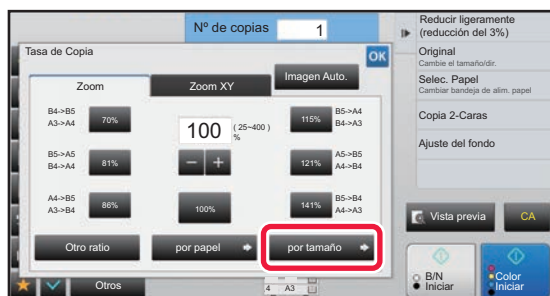 Nº de copias
1
Reducir ligeramente
(reducción del 3%)
Tasa de Copia
OK
Original
Cambie el tamaño/dir.
Zoom
Zoom XY
Imagen Auto.
Selec. Papel
Cambiar bandeja de alim. papel
B4->B5
A3->A4
70%
100
(25~400)
%
115%
B5->A4
B4->A3
Copia 2-Caras
Ajuste del fondo
B5->A5
B4->A4
81%
121%
A5->B5
A4->B4
A4->B5
A3->B4
86%
100%
141%
B5->B4
A4->A3
Vista previa
CA
Otro ratio
por papel
por tamaño
Otros
4
A3
B/N
Iniciar
Color
Iniciar